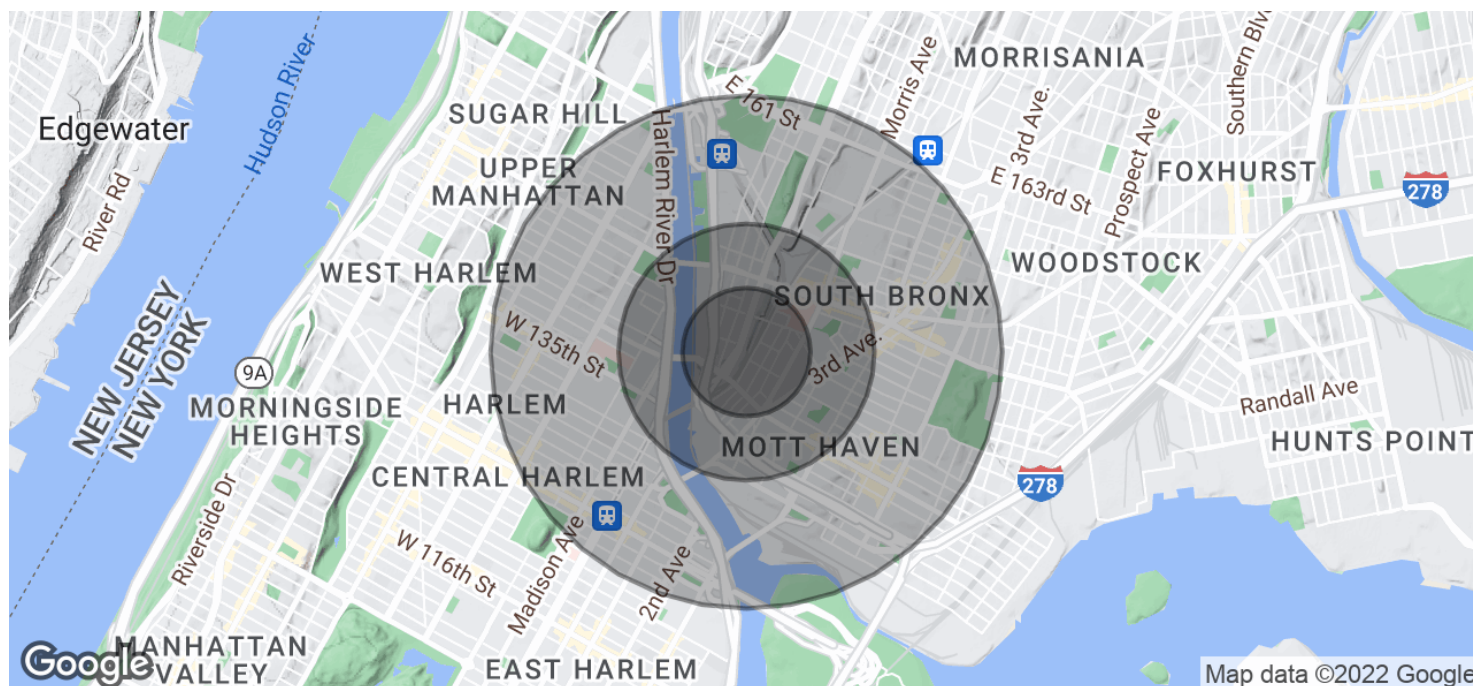 MORRISANIA
Morris Ave
Southern Blv
E 161 St
SUGAR HILL
Harlem River Dr
3rd Ave.
Edgewater
Hudson River
UPPER
MANHATTAN
Prospect Ave
FOXHURST
E 163rd St
278
River Rd
WEST HARLEM
WOODSTOCK
SOUTH BRONX
NEW JERSEY
NEW YORK
W 135th St
3rd Ave.
9A
MORNINGSIDE
HEIGHTS
HARLEM
Randall Ave
HUNTS POINT
MOTT HAVEN
CENTRAL HARLEM
278
Riverside Dr
W 116th St
Madison Ave
2nd Ave
MANHATTAN
VALLEY
EAST HARLEM
Google
Map data ©2022 Google